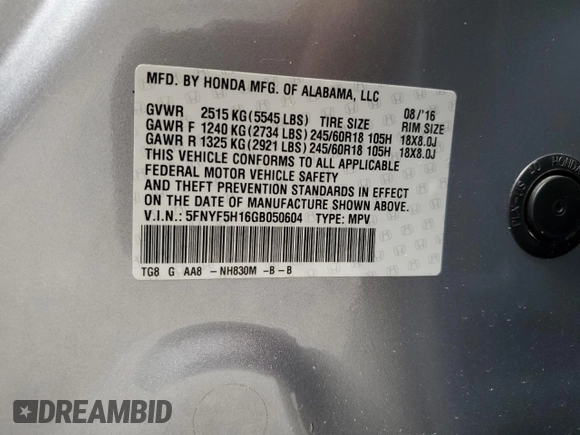 MFD. BY HONDA MFG. OF ALABAMA, LLC
08/'16
GVWR 2515 KG (5545 LBS) TIRE SIZE RIM SIZE
GAWR F 1240 KG (2734 LBS) 245/60R18 105H 18X8.0J
GAWR R 1325 KG (2921 LBS) 245/60R18 105H 18X8.0J
THIS VEHICLE CONFORMS TO ALL APPLICABLE
FEDERAL MOTOR VEHICLE SAFETY
AND THEFT PREVENTION STANDARDS IN EFFECT
ON THE DATE OF MANUFACTURE SHOWN ABOVE.
V.I.N.: 5FNYF5H16GB050604 TYPE: MPV
TG8 G AA8 -NH830M -B-B
DREAMBID